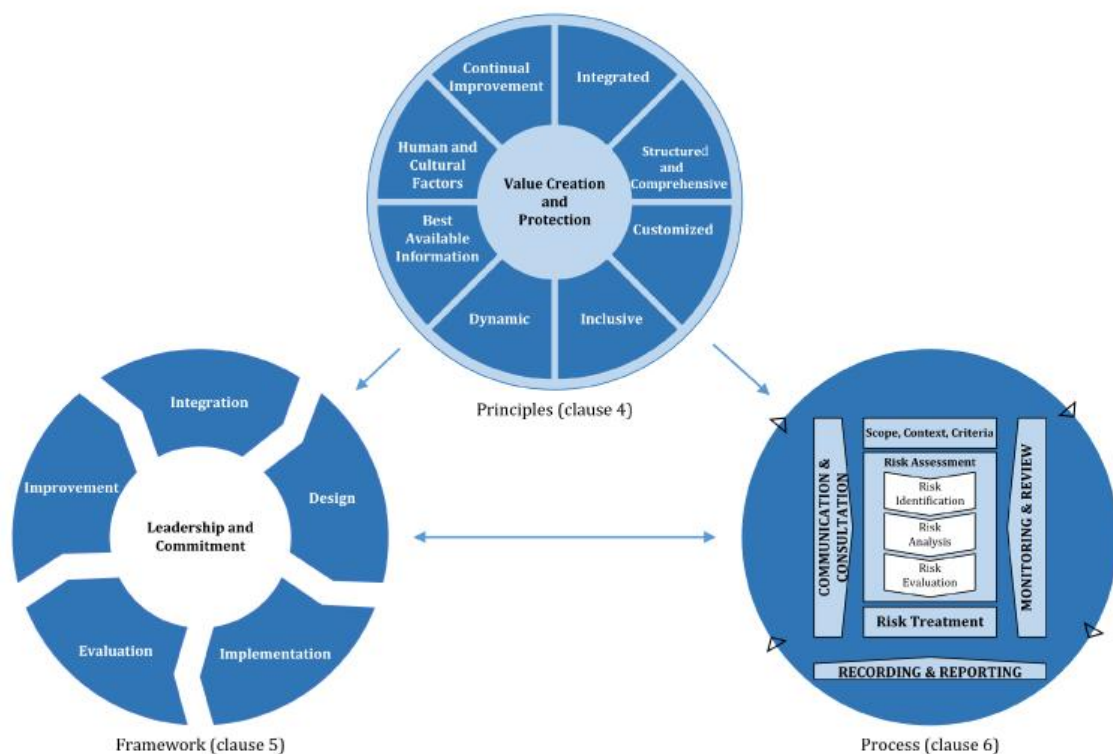 Continual
Improvement
Integrated
Human and
Cultural
Factors
Structured
and
Comprehensive
Value Creation
and
Protection
Best
Available
Information
Customized
Dynamic
Inclusive
Principles (clause 4)
Integration
Improvement
Design
Leadership and
Commitment
Evaluation
Implementation
Framework (clause 5)
Scope, Context, Criteria
Risk Assessment
Risk
Identification
Risk
Analysis
Risk
Evaluation
Risk Treatment
COMMUNICATION &
CONSULTATION
MONITORING & REVIEW
RECORDING & REPORTING
Process (clause 6)